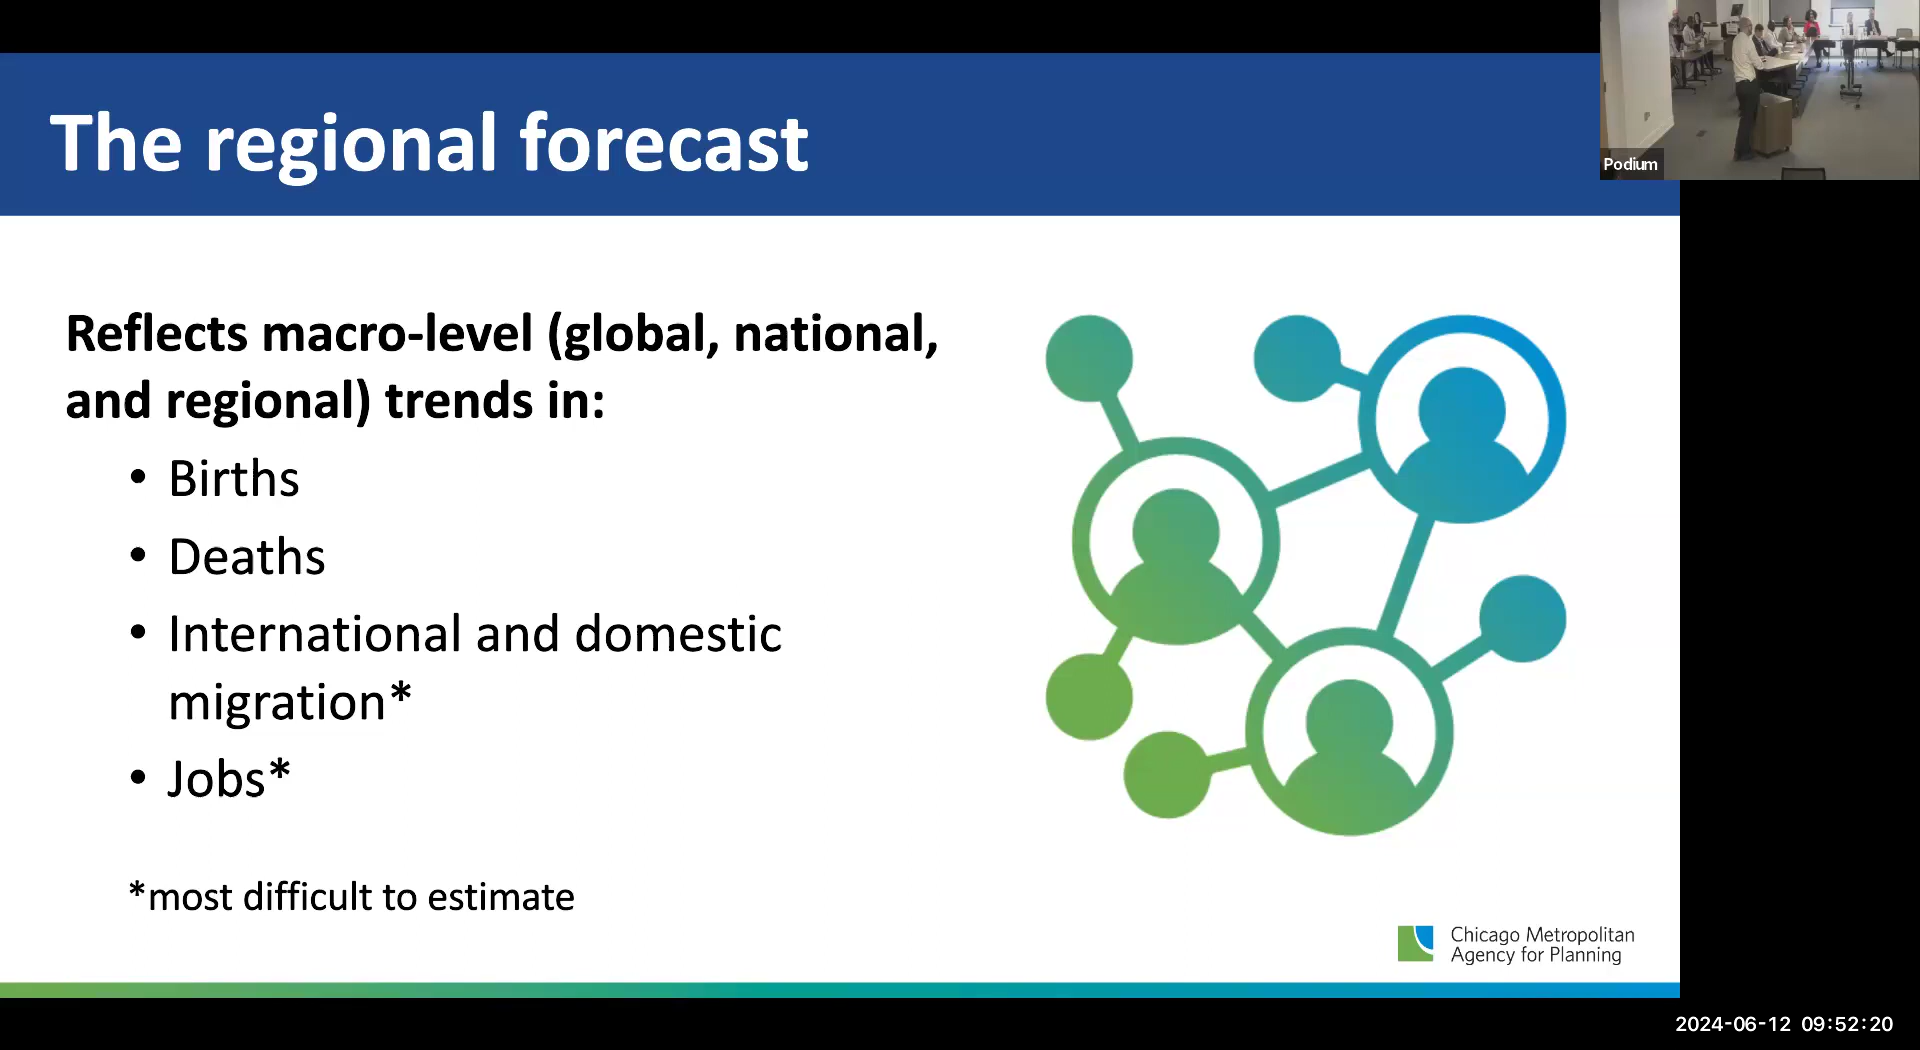 The regional forecast
Podium
Reflects macro-level (global, national,
and regional) trends in:
• Births
• Deaths
• International and domestic
migration*
• Jobs*
*most difficult to estimate
Chicago Metropolitan
Agency for Planning
2024-06-12 09:52:20